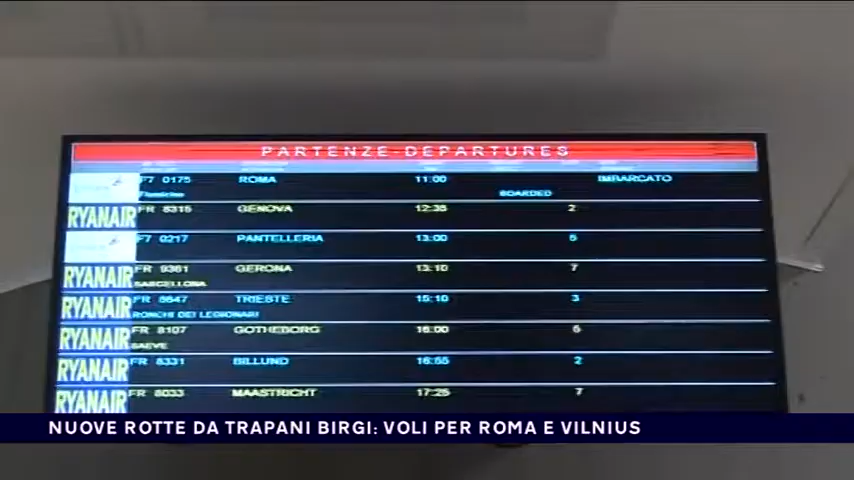 PARTENZE-DEPARTURES
F7 0175 ROMA 11:00 IMBARCATO
Fiumicino BOARDED
RYANAIR FR 8315 GENOVA 12:35 2
F7 0217 PANTELLERIA 13:00 5
RYANAIR FR 9361 GERONA 13:10 7
BARCELLONA
RYANAIR FR 8647 TRIESTE 15:10 3
RONCHI DEI LEGIONARI
RYANAIR FR 8107 GOTHEBORG 16:00 5
SAEVE
RYANAIR FR 8331 BILLUND 16:55 2
RYANAIR FR 8033 MAASTRICHT 17:25 7
NUOVE ROTTE DA TRAPANI BIRGI: VOLI PER ROMA E VILNIUS